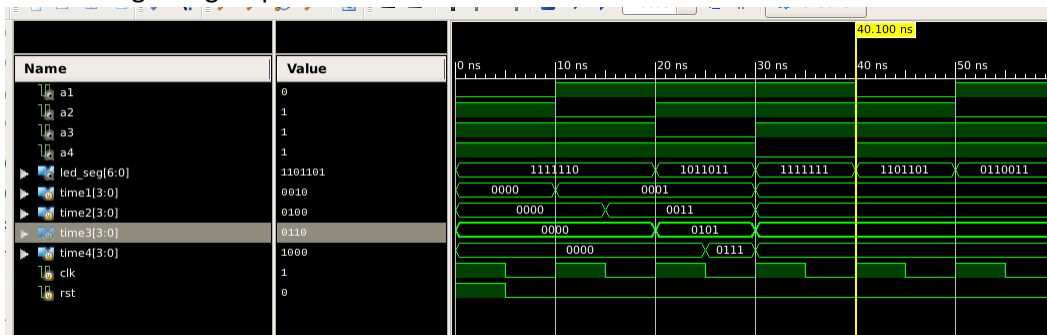 40.100 ns
Name Value 0 ns 10 ns 20 ns 30 ns 40 ns 50 ns
a1 0
a2 1
a3 1
a4 1
led_seg[6:0] 1101101 1111110 1011011 1111111 1101101 0110011
time1[3:0] 0010 0000 0001
time2[3:0] 0100 0000 0011
time3[3:0] 0110 0000 0101
time4[3:0] 1000 0000 0111
clk 1
rst 0